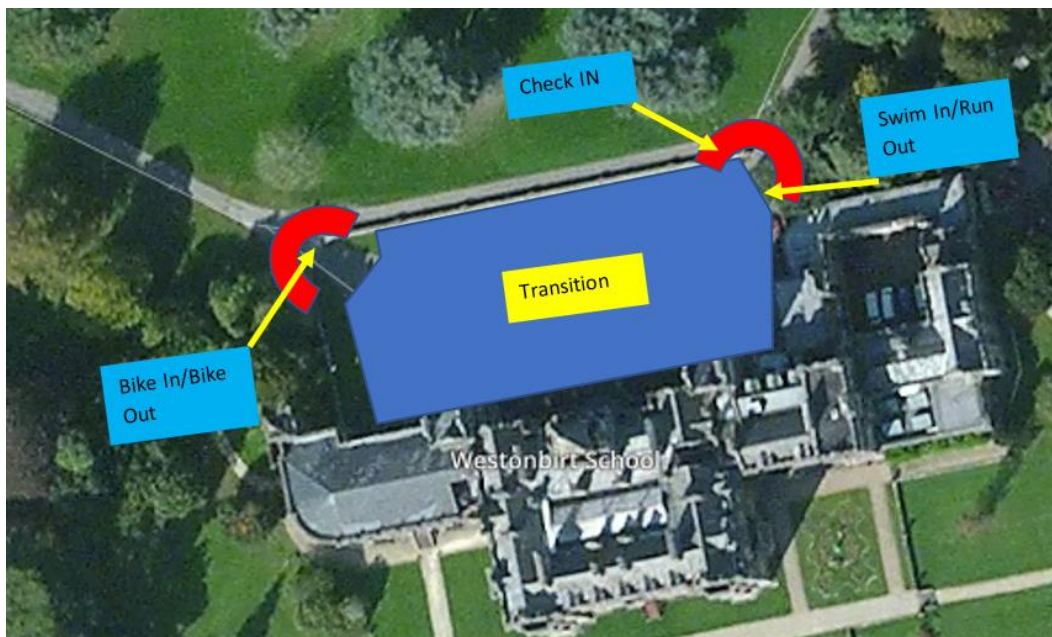 Check IN
Swim In/Run
Out
Transition
Bike In/Bike
Out
Westonbirt School